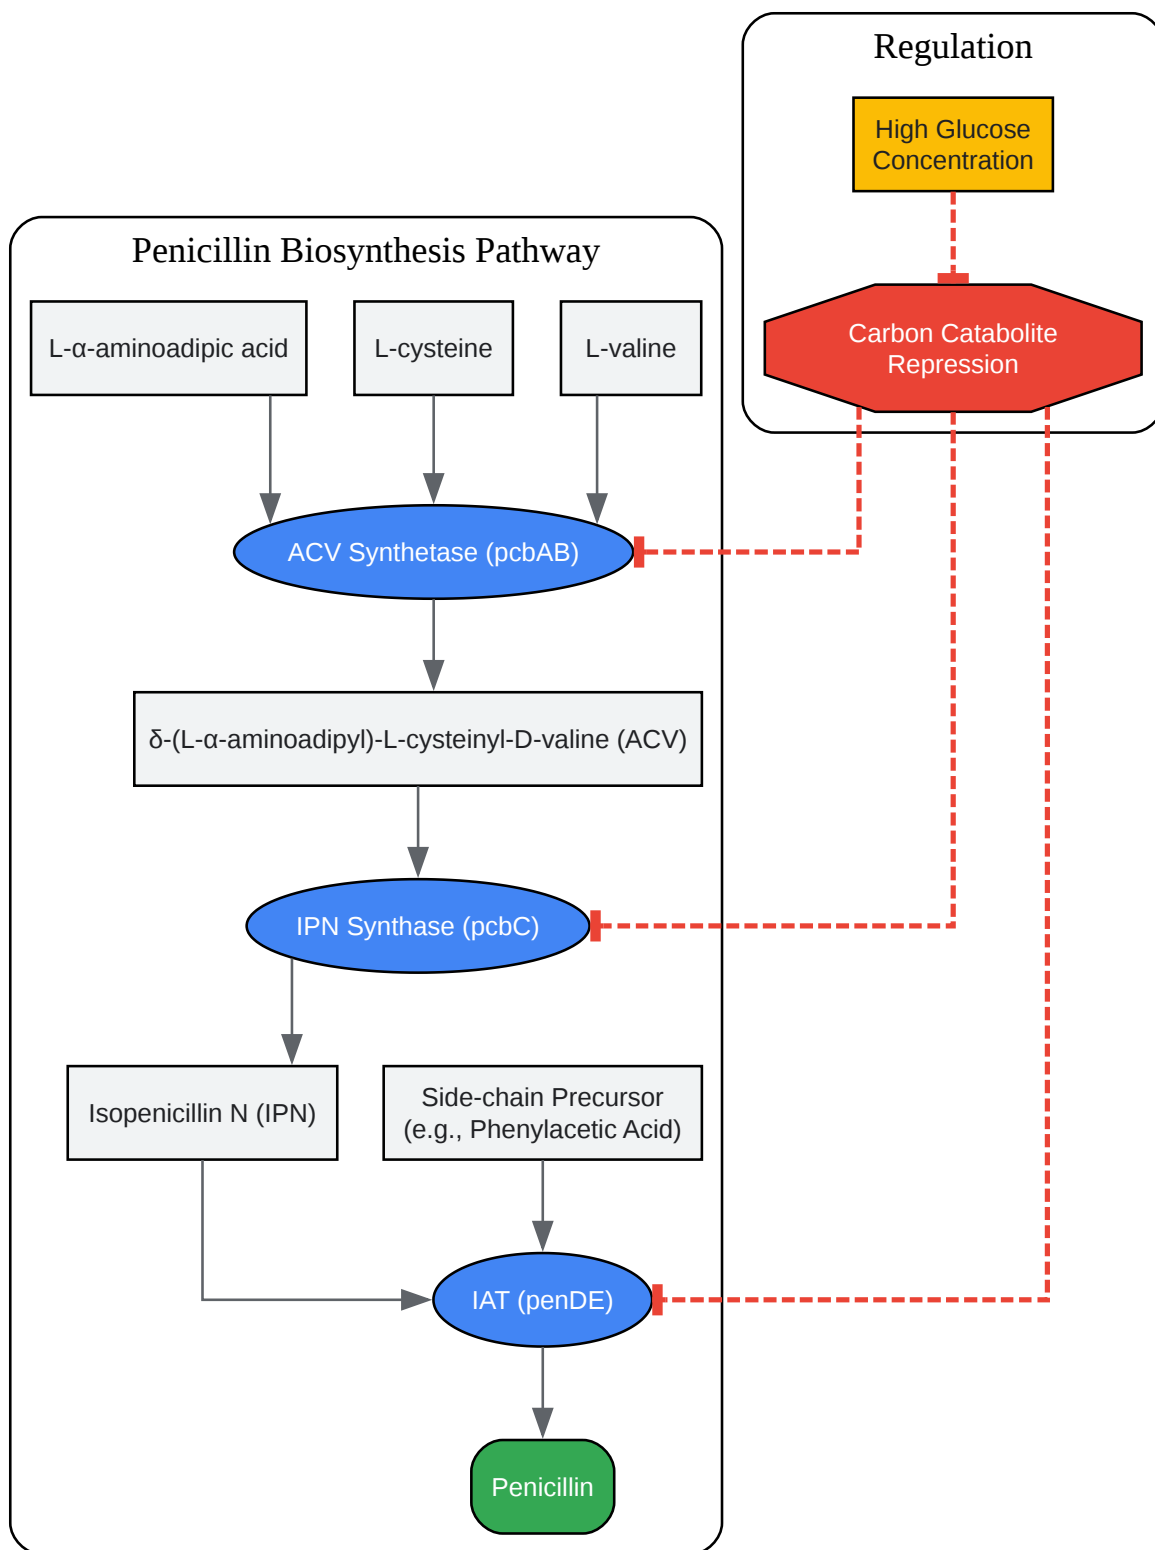 Regulation
High Glucose
Concentration
Carbon Catabolite
Repression
Penicillin Biosynthesis Pathway
L-α-aminoadipic acid
L-cysteine
L-valine
ACV Synthetase (pcbAB)
δ-(L-α-aminoadipyl)-L-cysteinyl-D-valine (ACV)
IPN Synthase (pcbC)
Isopenicillin N (IPN)
Side-chain Precursor
(e.g., Phenylacetic Acid)
IAT (penDE)
Penicillin